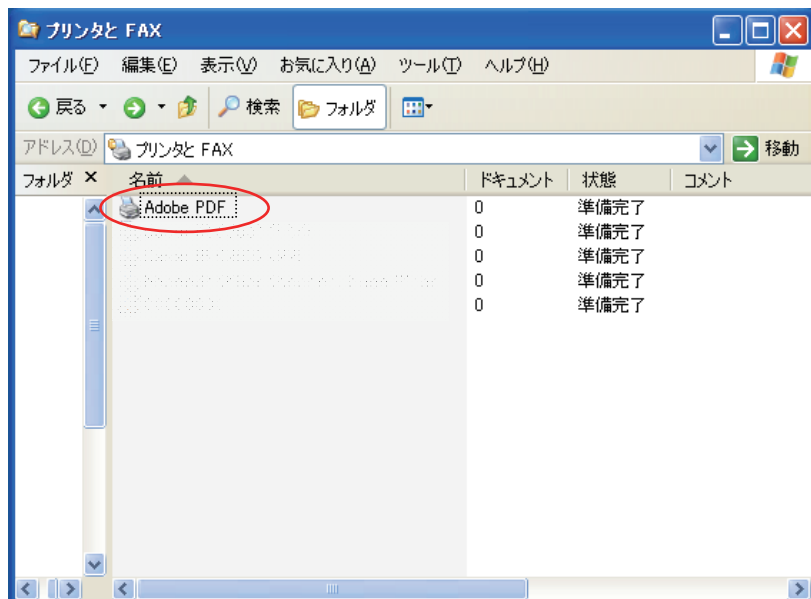 プリンタと FAX
ファイル(F) 編集(E) 表示(V) お気に入り(A) ツール(T) ヘルプ(H)
戻る 検索 フォルダ
アドレス(D) プリンタと FAX 移動
フォルダ × 名前 ドキュメント 状態 コメント
Adobe PDF 0 準備完了
0 準備完了
0 準備完了
0 準備完了
0 準備完了